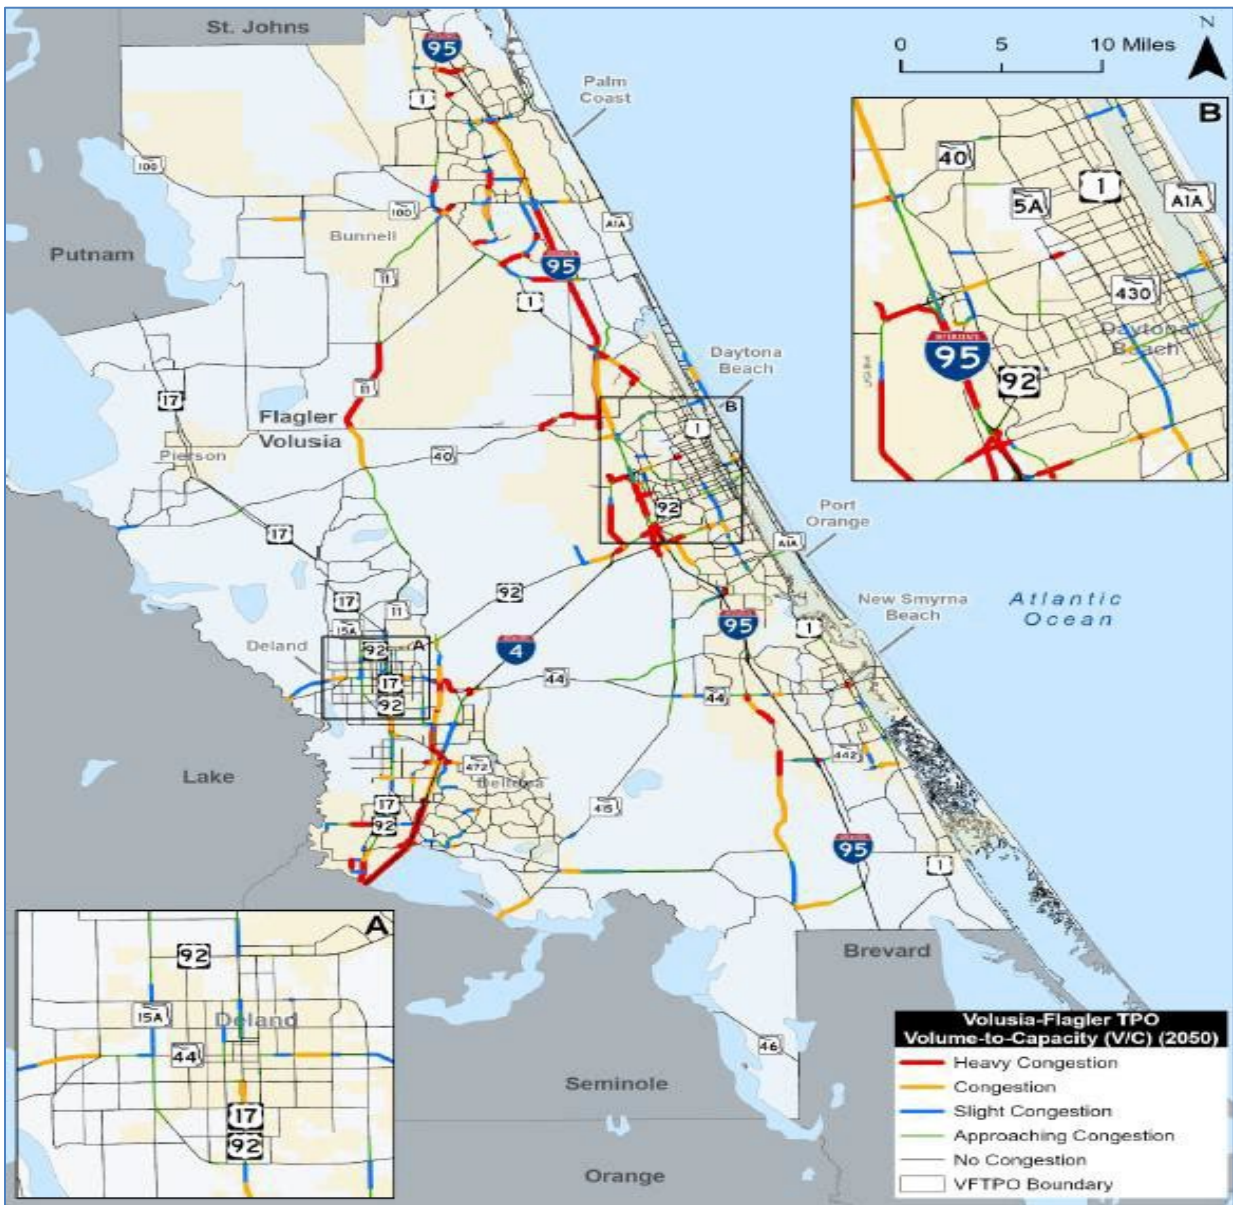 St. Johns
95
1
Palm
Coast
N
0 5 10 Miles
B
100
40
5A
1
A1A
430
Daytona
Beach
INTERSTATE
95
92
100
Bunnell
A1A
Putnam
11
95
1
17
11
Flagler
Volusia
Pierson
40
Daytona
Beach
B
1
92
17
Port
Orange
A1A
92
17
11
15A
New Smyrna
Beach
1
Atlantic
Ocean
95
Deland
92
A
4
17
92
44
44
442
Lake
472
Deltona
17
92
415
95
1
A
92
15A
Deland
44
17
92
Brevard
46
Seminole
Orange
Volusia-Flagler TPO
Volume-to-Capacity (V/C) (2050)
Heavy Congestion
Congestion
Slight Congestion
Approaching Congestion
No Congestion
VFTPO Boundary